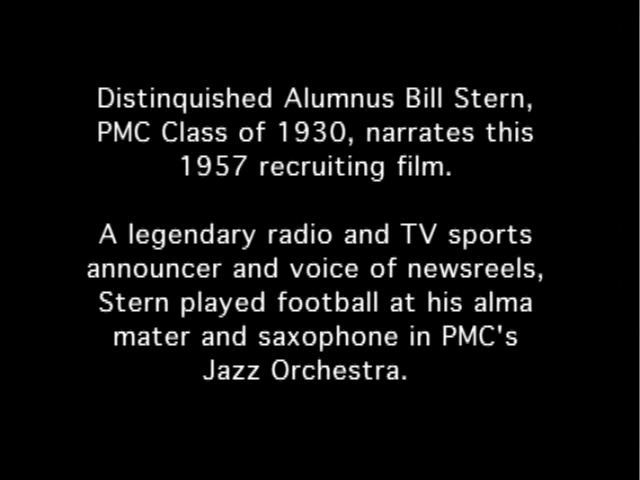 Distinquished Alumnus Bill Stern,
PMC Class of 1930, narrates this
1957 recruiting film.
A legendary radio and TV sports
announcer and voice of newsreels,
Stern played football at his alma
mater and saxophone in PMC's
Jazz Orchestra.